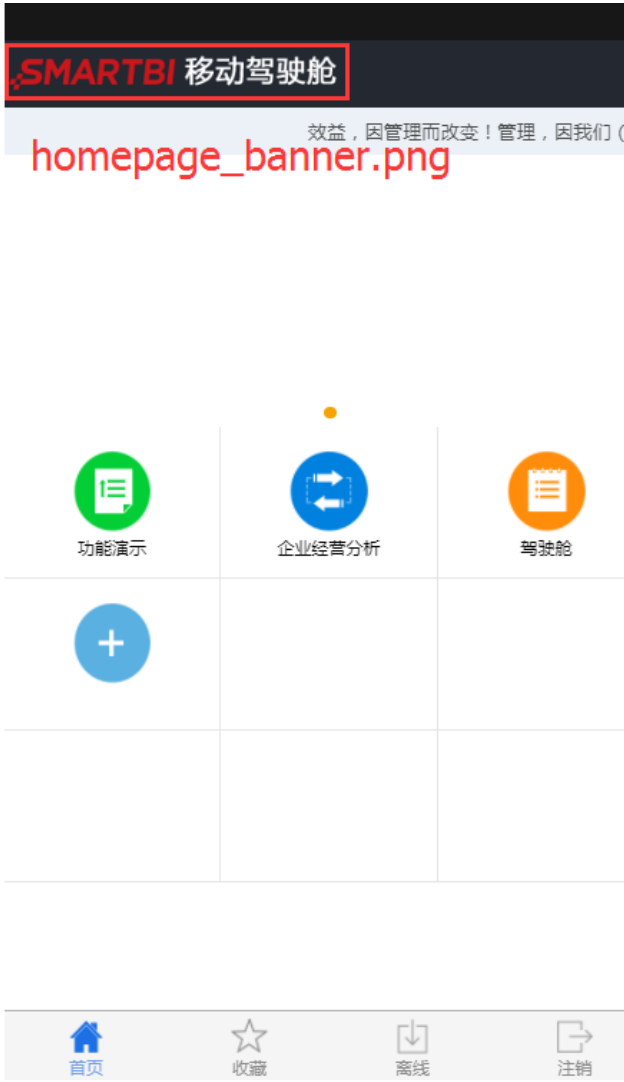 SMARTBI 移动驾驶舱
效益，因管理而改变！管理，因我们（
homepage_banner.png
功能演示
企业经营分析
驾驶舱
首页
收藏
离线
注销